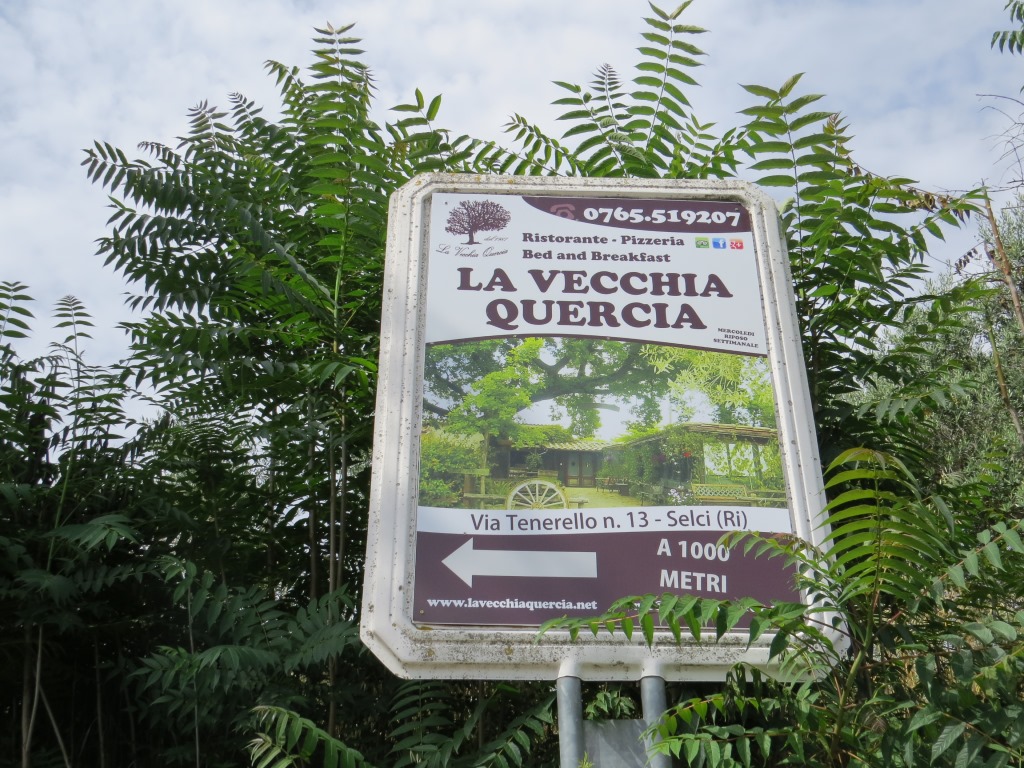 0765.519207
La Vecchia Quercia
Ristorante - Pizzeria
Bed and Breakfast
LA VECCHIA
QUERCIA
MERCOLEDI
RIPOSO
SETTIMANALE
Via Tenerello n. 13 - Selci (Ri)
A 1000
METRI
www.lavecchiaquercia.net